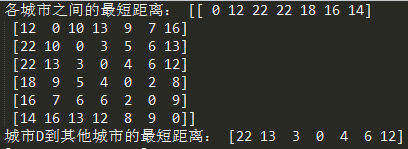 各城市之间的最短距离： [[ 0 12 22 22 18 16 14]
[12 0 10 13 9 7 16]
[22 10 0 3 5 6 13]
[22 13 3 0 4 6 12]
[18 9 5 4 0 2 8]
[16 7 6 6 2 0 9]
[14 16 13 12 8 9 0]]
城市D到其他城市的最短距离： [22 13 3 0 4 6 12]